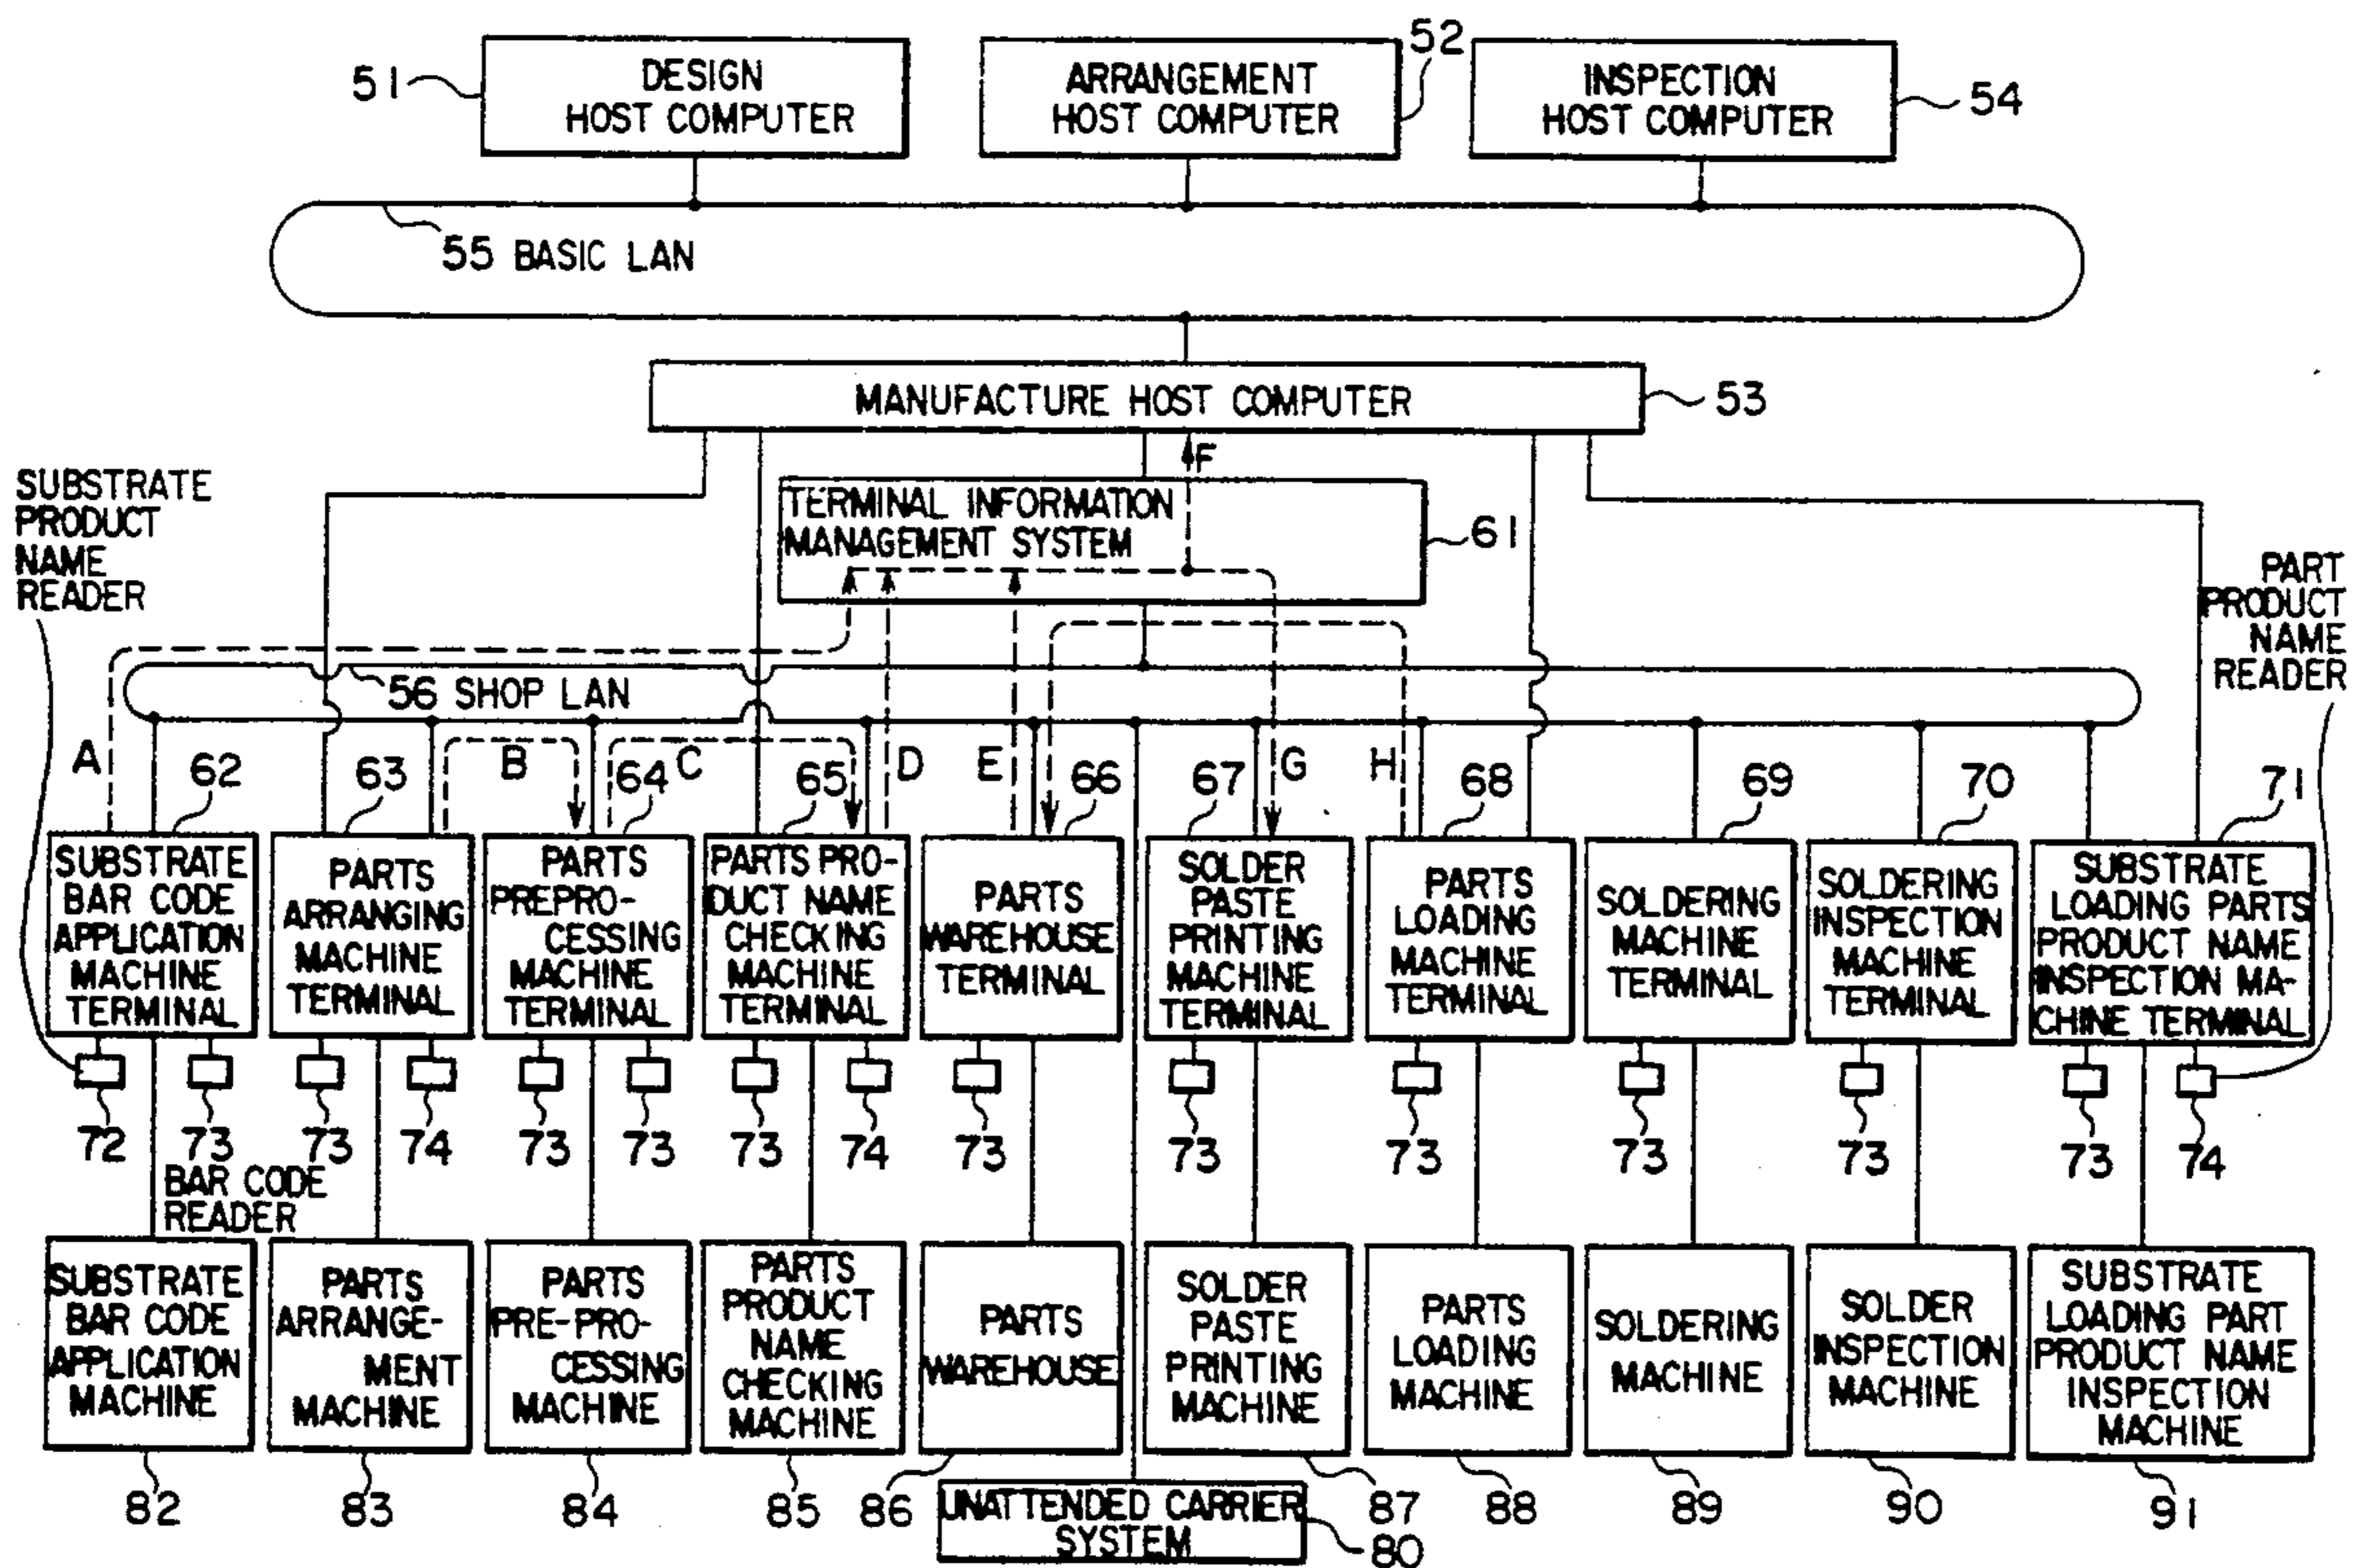 51
DESIGN
HOST COMPUTER
ARRANGEMENT
HOST COMPUTER
52
INSPECTION
HOST COMPUTER
54
55 BASIC LAN
MANUFACTURE HOST COMPUTER
53
F
SUBSTRATE
PRODUCT
NAME
READER
TERMINAL INFORMATION
MANAGEMENT SYSTEM
61
PART
PRODUCT
NAME
READER
56 SHOP LAN
A
62
63
B
64
C
65
D
E
66
67
G
H
68
69
70
71
SUBSTRATE
BAR CODE
APPLICATION
MACHINE
TERMINAL
PARTS
ARRANGING
MACHINE
TERMINAL
PARTS
PREPRO-
CESSING
MACHINE
TERMINAL
PARTS PRO-
DUCT NAME
CHECKING
MACHINE
TERMINAL
PARTS
WAREHOUSE
TERMINAL
SOLDER
PASTE
PRINTING
MACHINE
TERMINAL
PARTS
LOADING
MACHINE
TERMINAL
SOLDERING
MACHINE
TERMINAL
SOLDERING
INSPECTION
MACHINE
TERMINAL
SUBSTRATE
LOADING PARTS
PRODUCT NAME
INSPECTION MA-
CHINE TERMINAL
72
73
73
74
73
73
73
74
73
73
73
73
73
73
74
BAR CODE
READER
SUBSTRATE
BAR CODE
APPLICATION
MACHINE
PARTS
ARRANGE-
MENT
MACHINE
PARTS
PRE-PRO-
CESSING
MACHINE
PARTS
PRODUCT
NAME
CHECKING
MACHINE
PARTS
WAREHOUSE
SOLDER
PASTE
PRINTING
MACHINE
PARTS
LOADING
MACHINE
SOLDERING
MACHINE
SOLDER
INSPECTION
MACHINE
SUBSTRATE
LOADING PART
PRODUCT NAME
INSPECTION
MACHINE
82
83
84
85
86
87
88
89
90
91
UNATTENDED CARRIER
SYSTEM
80